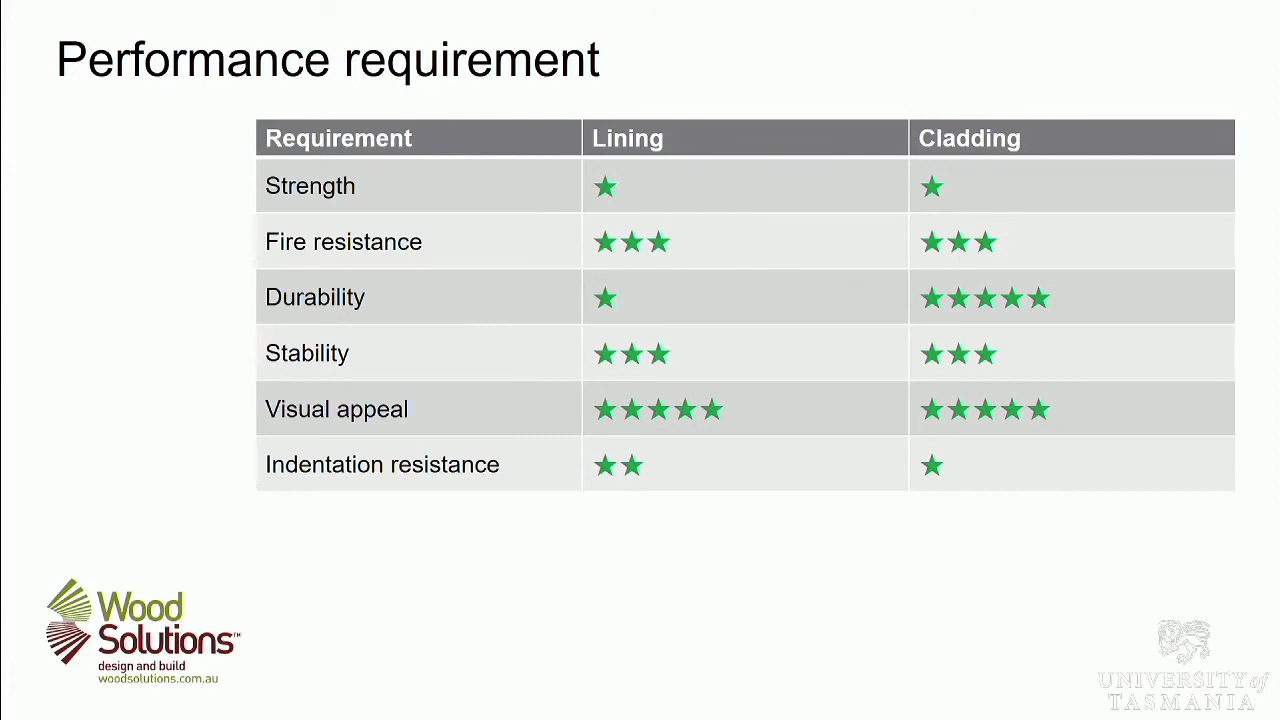 Performance requirement
Requirement Lining Cladding
Strength ★ ★
Fire resistance ★★★ ★★★
Durability ★ ★★★★★
Stability ★★★ ★★★
Visual appeal ★★★★★ ★★★★★
Indentation resistance ★★ ★
Wood
Solutions™
design and build
woodsolutions.com.au
UNIVERSITY of
TASMANIA